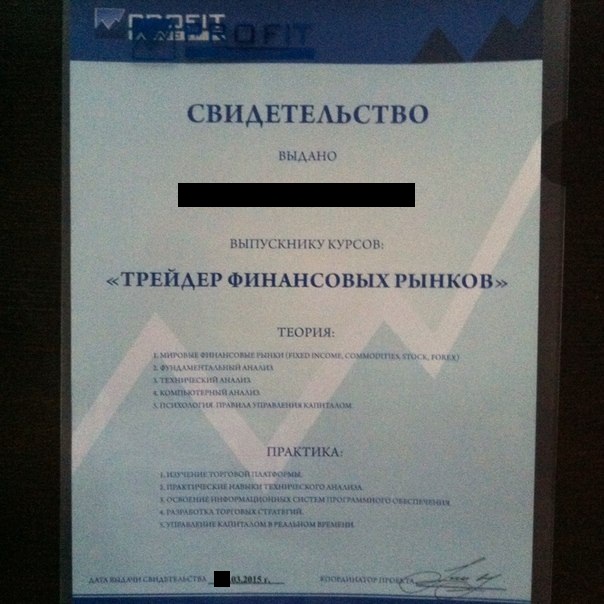 PROFIT
PROFIT
СВИДЕТЕЛЬСТВО
ВЫДАНО
ВЫПУСКНИКУ КУРСОВ:
«ТРЕЙДЕР ФИНАНСОВЫХ РЫНКОВ»
ТЕОРИЯ:
1. МИРОВЫЕ ФИНАНСОВЫЕ РЫНКИ (FIXED INCOME, COMMODITIES, STOCK, FOREX)
2. ФУНДАМЕНТАЛЬНЫЙ АНАЛИЗ
3. ТЕХНИЧЕСКИЙ АНАЛИЗ
4. КОМПЬЮТЕРНЫЙ АНАЛИЗ
5. ПСИХОЛОГИЯ. ПРАВИЛА УПРАВЛЕНИЯ КАПИТАЛОМ.
ПРАКТИКА:
1. ИЗУЧЕНИЕ ТОРГОВОЙ ПЛАТФОРМЫ.
2. ПРАКТИЧЕСКИЕ НАВЫКИ ТЕХНИЧЕСКОГО АНАЛИЗА.
3. ОСВОЕНИЕ ИНФОРМАЦИОННЫХ СИСТЕМ ПРОГРАММНОГО ОБЕСПЕЧЕНИЯ
4. РАЗРАБОТКА ТОРГОВЫХ СТРАТЕГИЙ.
5. УПРАВЛЕНИЕ КАПИТАЛОМ В РЕАЛЬНОМ ВРЕМЕНИ.
ДАТА ВЫДАЧИ СВИДЕТЕЛЬСТВА .03.2015 г.
КООРДИНАТОР ПРОЕКТА